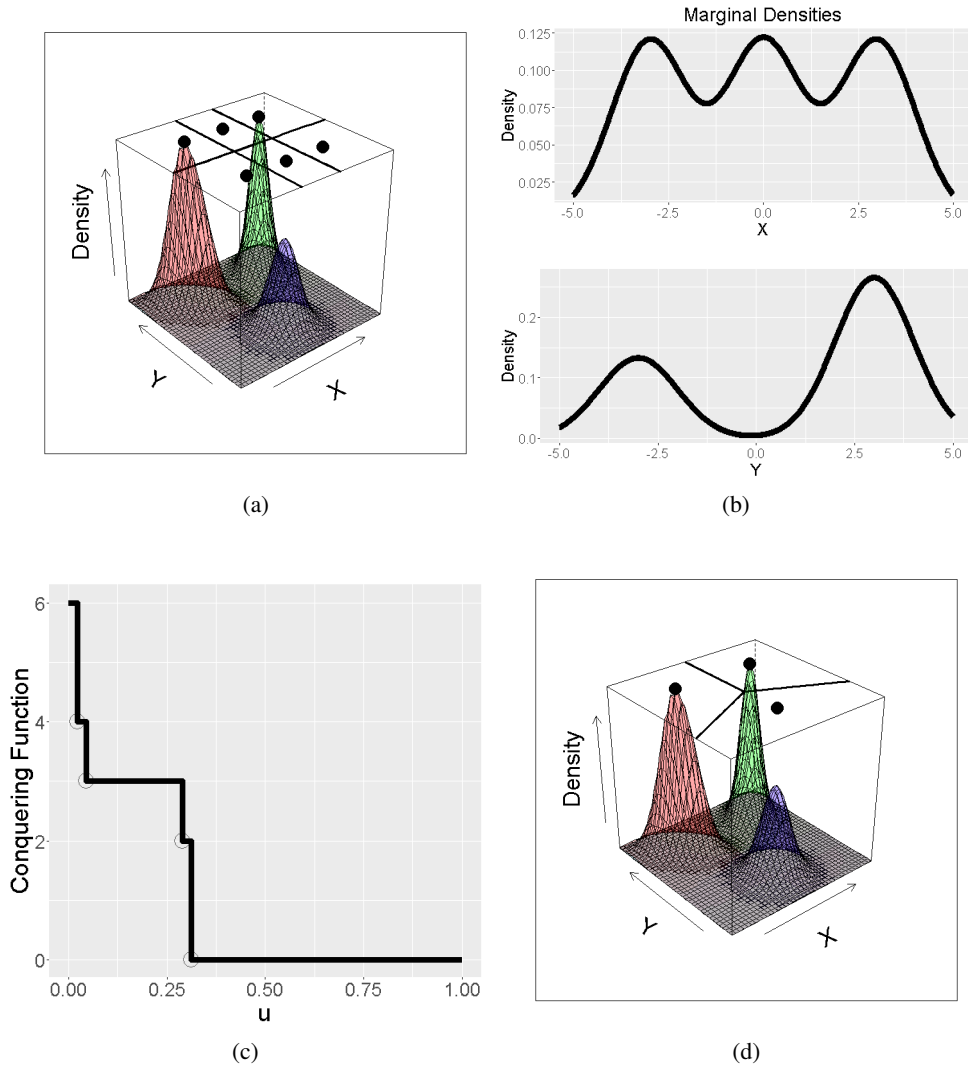 Density
Y
X
(a)
Marginal Densities
0.125
0.100
0.075
0.050
0.025
Density
-5.0 -2.5 0.0 2.5 5.0
X
0.2
0.1
0.0
Density
-5.0 -2.5 0.0 2.5 5.0
Y
(b)
6
4
2
0
Conquering Function
0.00 0.25 0.50 0.75 1.00
u
(c)
Density
Y
X
(d)